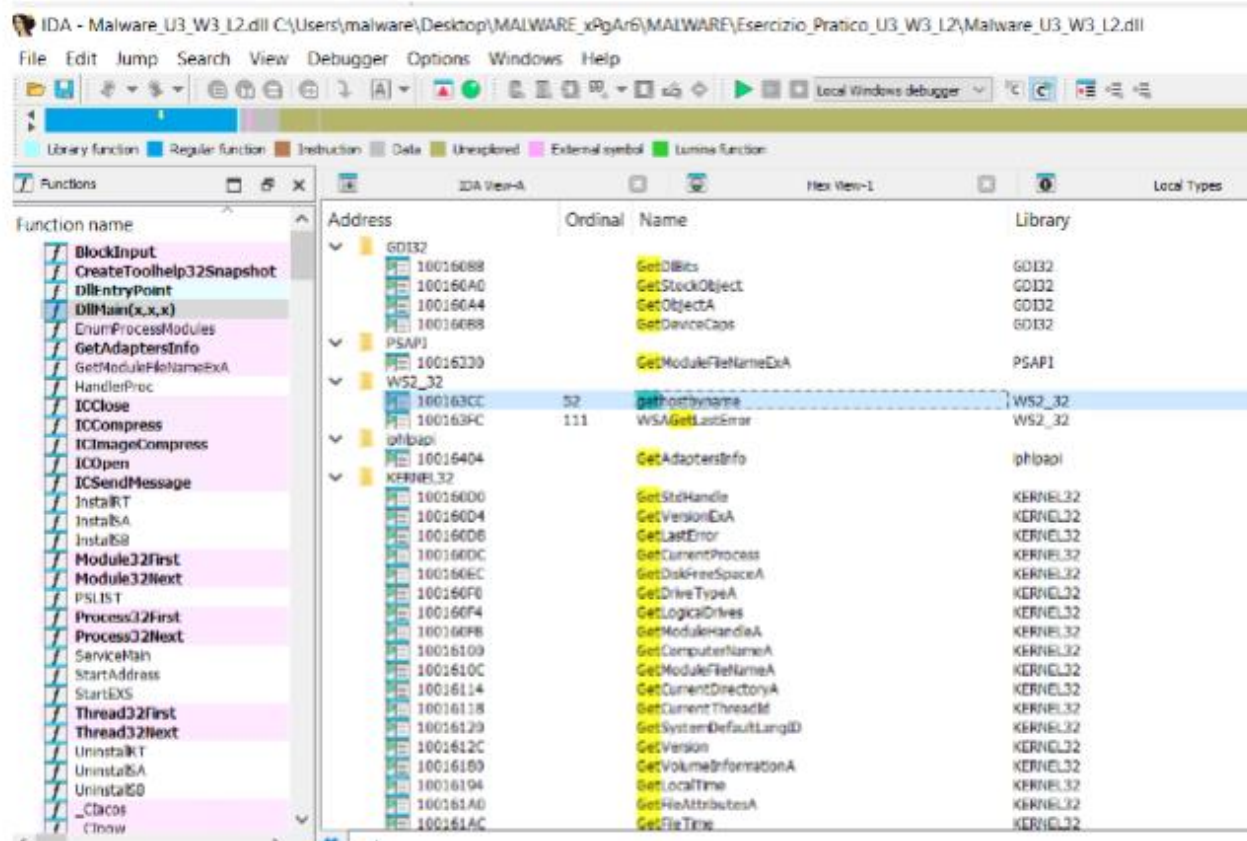 IDA - Malware_U3_W3_L2.dll C:\Users\malware\Desktop\MALWARE_xPgAr6\MALWARE\Esercizio_Pratico_U3_W3_L2\Malware_U3_W3_L2.dll
File Edit Jump Search View Debugger Options Windows Help
Local Windows debugger
Library function Regular function Instruction Data Unexplored External symbol Lumina function
Functions IDA View-A Hex View-1 Local Types
Function name
BlockInput
CreateToolhelp32Snapshot
DllEntryPoint
DllMain(x,x,x)
EnumProcessModules
GetAdaptersInfo
GetModuleFileNameExA
HandlerProc
ICClose
ICCompress
ICImageCompress
ICOpen
ICSendMessage
InstallRT
InstallSA
InstallSB
Module32First
Module32Next
PSLIST
Process32First
Process32Next
ServiceMain
StartAddress
StartEXS
Thread32First
Thread32Next
UninstallRT
UninstallSA
UninstallSB
_CIacos
Address Ordinal Name Library
GDI32
GetDIBits GDI32
100160A0 GetStockObject GDI32
100160A4 GetObjectA GDI32
GetDeviceCaps GDI32
PSAPI
GetModuleFileNameExA PSAPI
WS2_32
100163CC 52 gethostbyname WS2_32
100163FC 111 WSAGetLastError WS2_32
iphlpapi
10016404 GetAdaptersInfo iphlpapi
KERNEL32
100160D0 GetStdHandle KERNEL32
100160D4 GetVersionExA KERNEL32
100160D8 GetLastError KERNEL32
100160DC GetCurrentProcess KERNEL32
100160EC GetDiskFreeSpaceA KERNEL32
100160F0 GetDriveTypeA KERNEL32
100160F4 GetLogicalDrives KERNEL32
100160F8 GetModuleHandleA KERNEL32
10016100 GetComputerNameA KERNEL32
1001610C GetModuleFileNameA KERNEL32
10016114 GetCurrentDirectoryA KERNEL32
10016118 GetCurrentThreadId KERNEL32
GetSystemDefaultLangID KERNEL32
1001612C GetVersion KERNEL32
10016180 GetVolumeInformationA KERNEL32
10016194 GetLocalTime KERNEL32
100161A0 GetFileAttributesA KERNEL32
100161AC GetFileTime KERNEL32